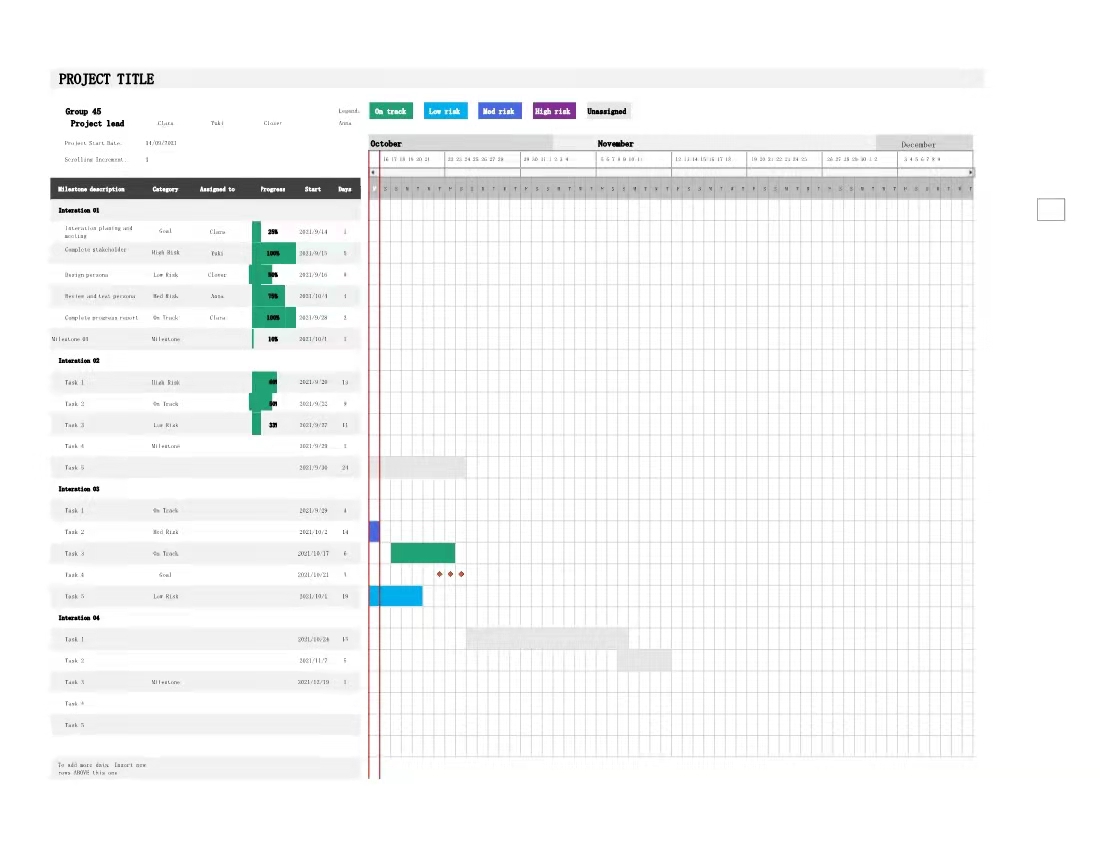 PROJECT TITLE
Group 45 Legend: On track Low risk Med risk High risk Unassigned
Project lead Clara Yuki Clover Anna
Project Start Date: 14/09/2021
Scrolling Increment:
October November December
16 17 18 19 20 21 22 23 24 25 26 27 28 29 30 31 1 2 3 4 5 6 7 8 9 10 11 12 13 14 15 16 17 18 19 20 21 22 23 24 25 26 27 28 29 30 1 2 3 4 5 6 7 8 9
Milestone description Category Assigned to Progress Start Days
Interation 01
Interation planing and
meeting
Goal Clara 25% 2021/9/14 1
Complete stakeholder High Risk Yuki 100% 2021/9/15
Design persona Low Risk Clover 50% 2021/9/16
Review and test persona Med Risk Anna 75% 2021/10/4
Complete progress report On Track Clara 100% 2021/9/28 2
Milestone 01 Milestone 10% 2021/10/1 1
Interation 02
Task 1 High Risk 2021/9/20
Task 2 On Track 50% 2021/9/22
Task 3 Low Risk 33% 2021/9/27 11
Task 4 Milestone 2021/9/28 1
Task 5 2021/9/30 24
Interation 03
Task 1 On Track 2021/9/29 4
Task 2 Med Risk 2021/10/2 14
Task 3 On Track 2021/10/17 6
Task 4 Goal 2021/10/21 3
Task 5 Low Risk 2021/10/1 19
Interation 04
Task 1 2021/10/24 15
Task 2 2021/11/7 5
Task 3 Milestone 2021/12/19 1
Task 4
Task 5
To add more data, Insert new
rows ABOVE this one